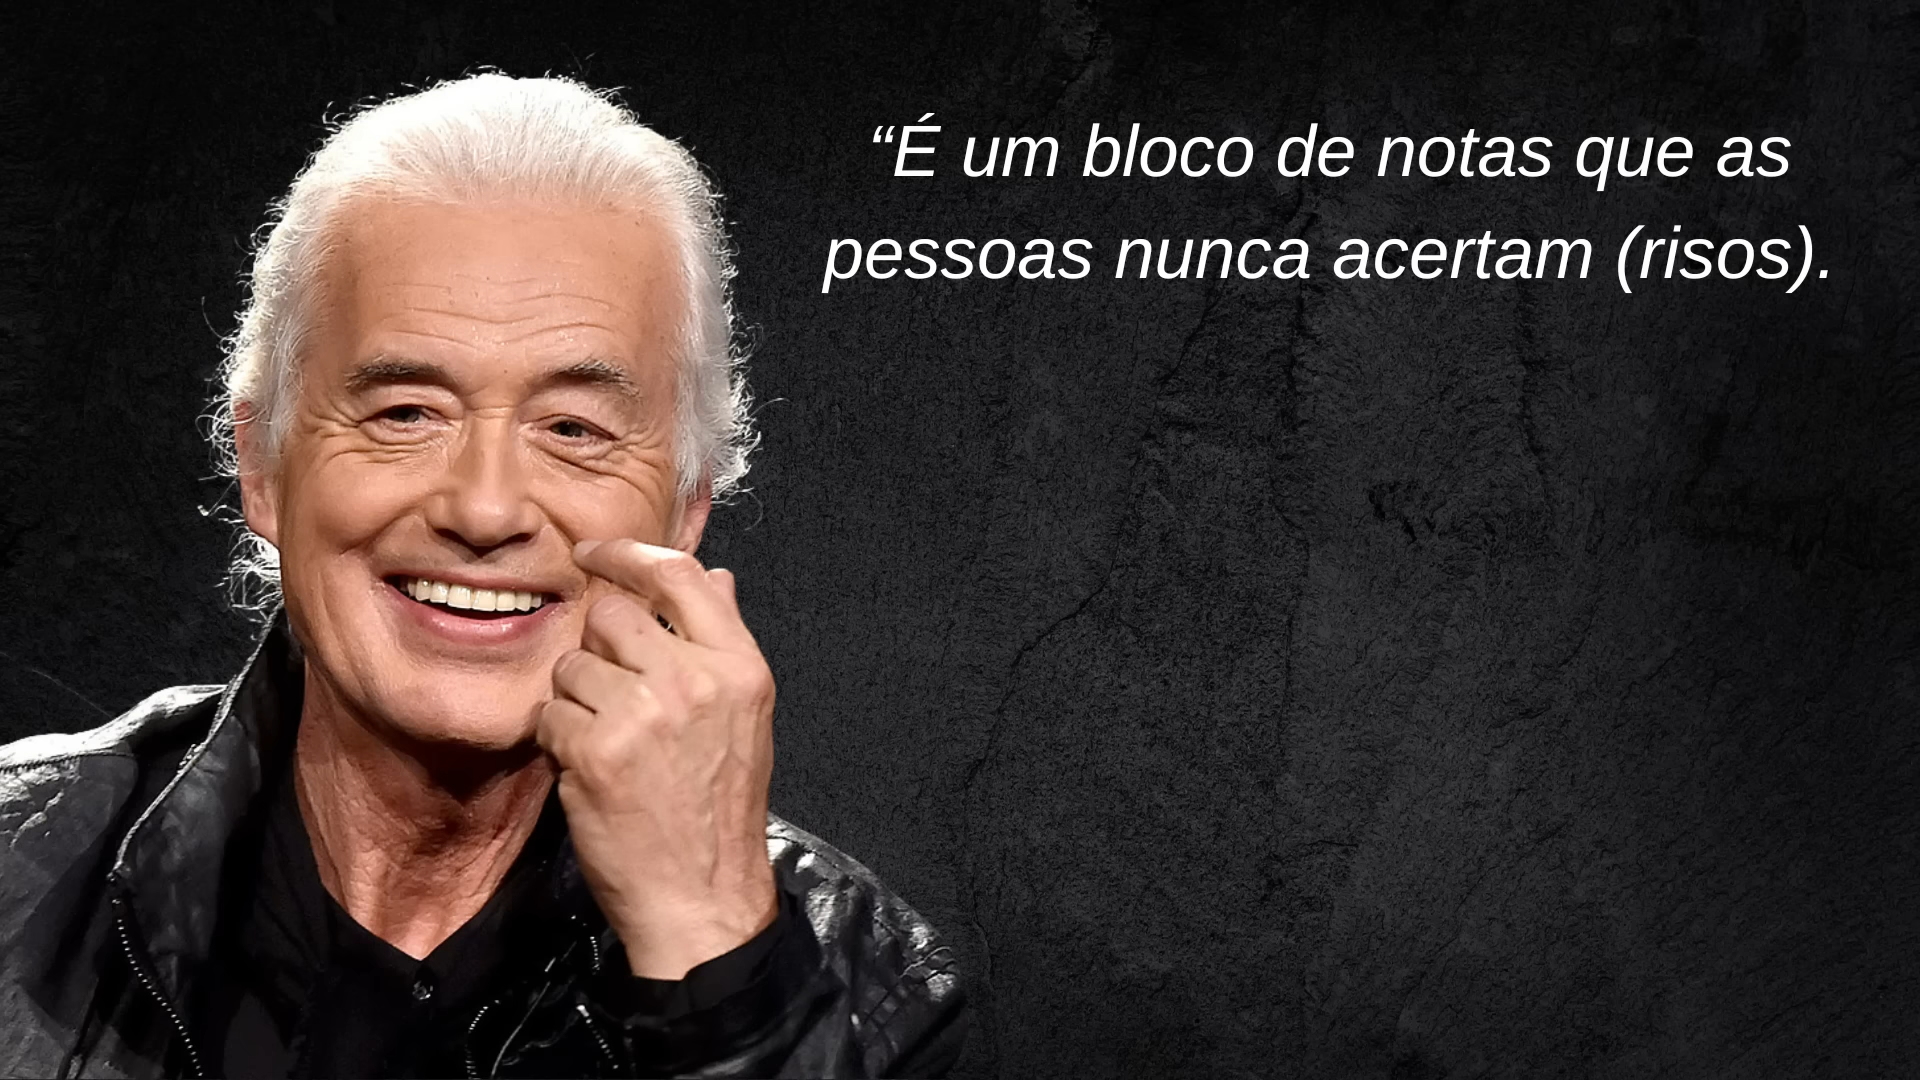 “É um bloco de notas que as
pessoas nunca acertam (risos).